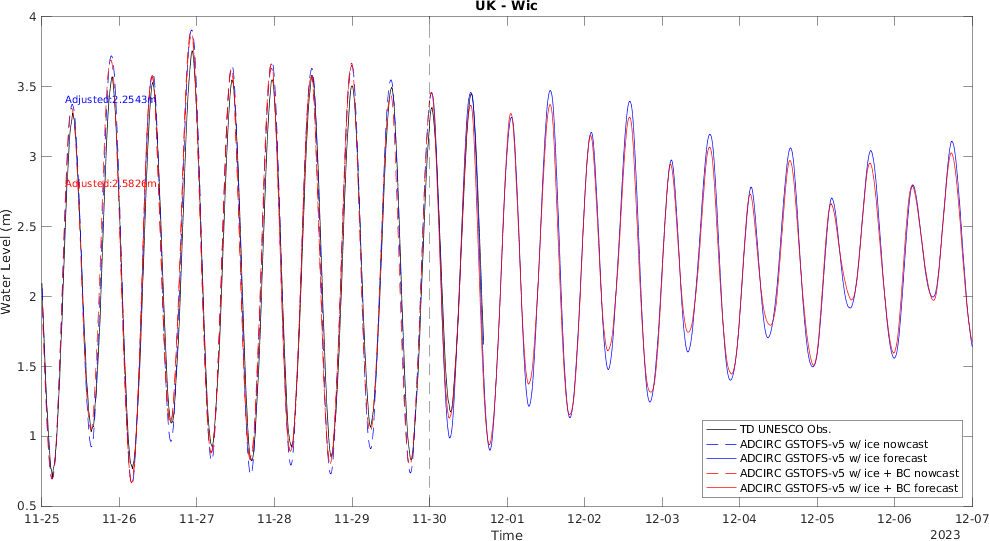 UK - Wic
4
3.5
3
2.5
2
1.5
1
0.5
Water Level (m)
Adjusted:2.2543m
Adjusted:2.5826m
TD UNESCO Obs.
ADCIRC GSTOFS-v5 w/ ice nowcast
ADCIRC GSTOFS-v5 w/ ice forecast
ADCIRC GSTOFS-v5 w/ ice + BC nowcast
ADCIRC GSTOFS-v5 w/ ice + BC forecast
11-25 11-26 11-27 11-28 11-29 11-30 12-01 12-02 12-03 12-04 12-05 12-06 12-07
Time
2023